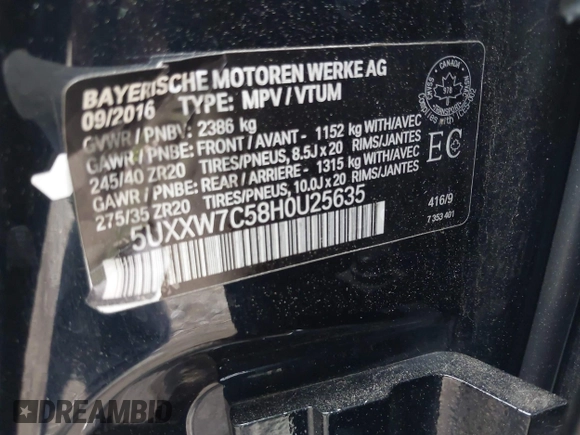 BAYERISCHE MOTOREN WERKE AG
09/2016 TYPE: MPV / VTUM
GVWR / PNBV: 2386 kg
GAWR / PNBE: FRONT / AVANT - 1152 kg WITH/AVEC
245/40 ZR20 TIRES/PNEUS, 8.5J x 20 RIMS/JANTES
GAWR / PNBE: REAR / ARRIERE - 1315 kg WITH/AVEC
275/35 ZR20 TIRES/PNEUS, 10.0J x 20 RIMS/JANTES
5UXXW7C58H0U25635
CANADA
978
TRANSPORT
EC
416/9
7 353 401
DREAMBID